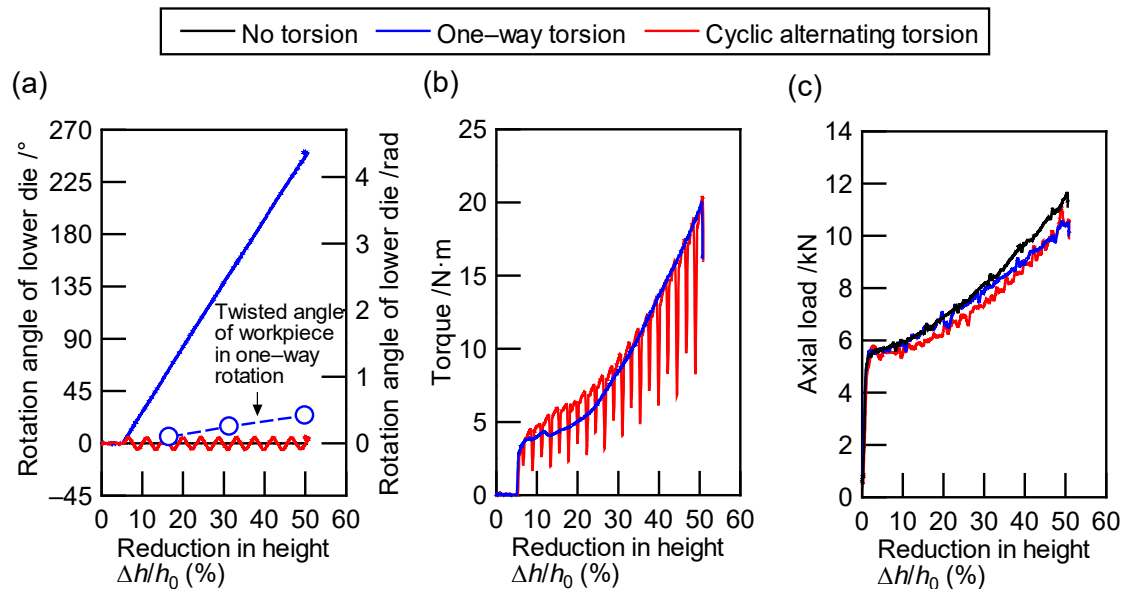 No torsion One–way torsion Cyclic alternating torsion
(a)
270
225
180
135
90
45
0
–45
Rotation angle of lower die /°
4
3
2
1
0
Rotation angle of lower die /rad
Twisted angle
of workpiece
in one–way
rotation
0 10 20 30 40 50 60
Reduction in height
Δh/h0 (%)
(b)
25
20
15
10
5
0
Torque /N·m
0 10 20 30 40 50 60
Reduction in height
Δh/h0 (%)
(c)
14
12
10
8
6
4
2
0
Axial load /kN
0 10 20 30 40 50 60
Reduction in height
Δh/h0 (%)